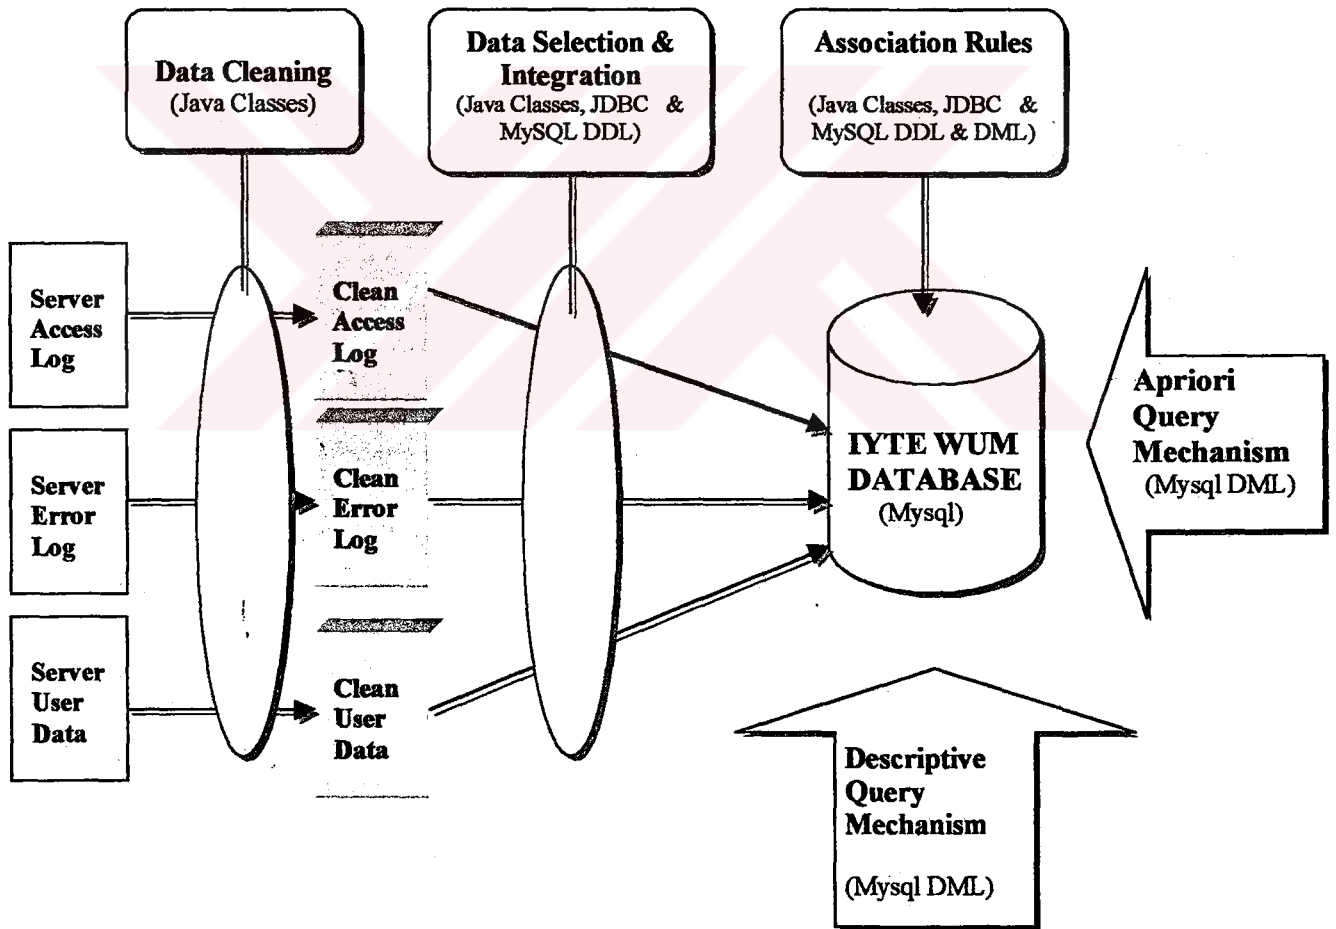 Data Cleaning
(Java Classes)
Data Selection &
Integration
(Java Classes, JDBC &
MySQL DDL)
Association Rules
(Java Classes, JDBC &
MySQL DDL & DML)
Server
Access
Log
Clean
Access
Log
Server
Error
Log
Clean
Error
Log
Server
User
Data
Clean
User
Data
IYTE WUM
DATABASE
(Mysql)
Apriori
Query
Mechanism
(Mysql DML)
Descriptive
Query
Mechanism
(Mysql DML)